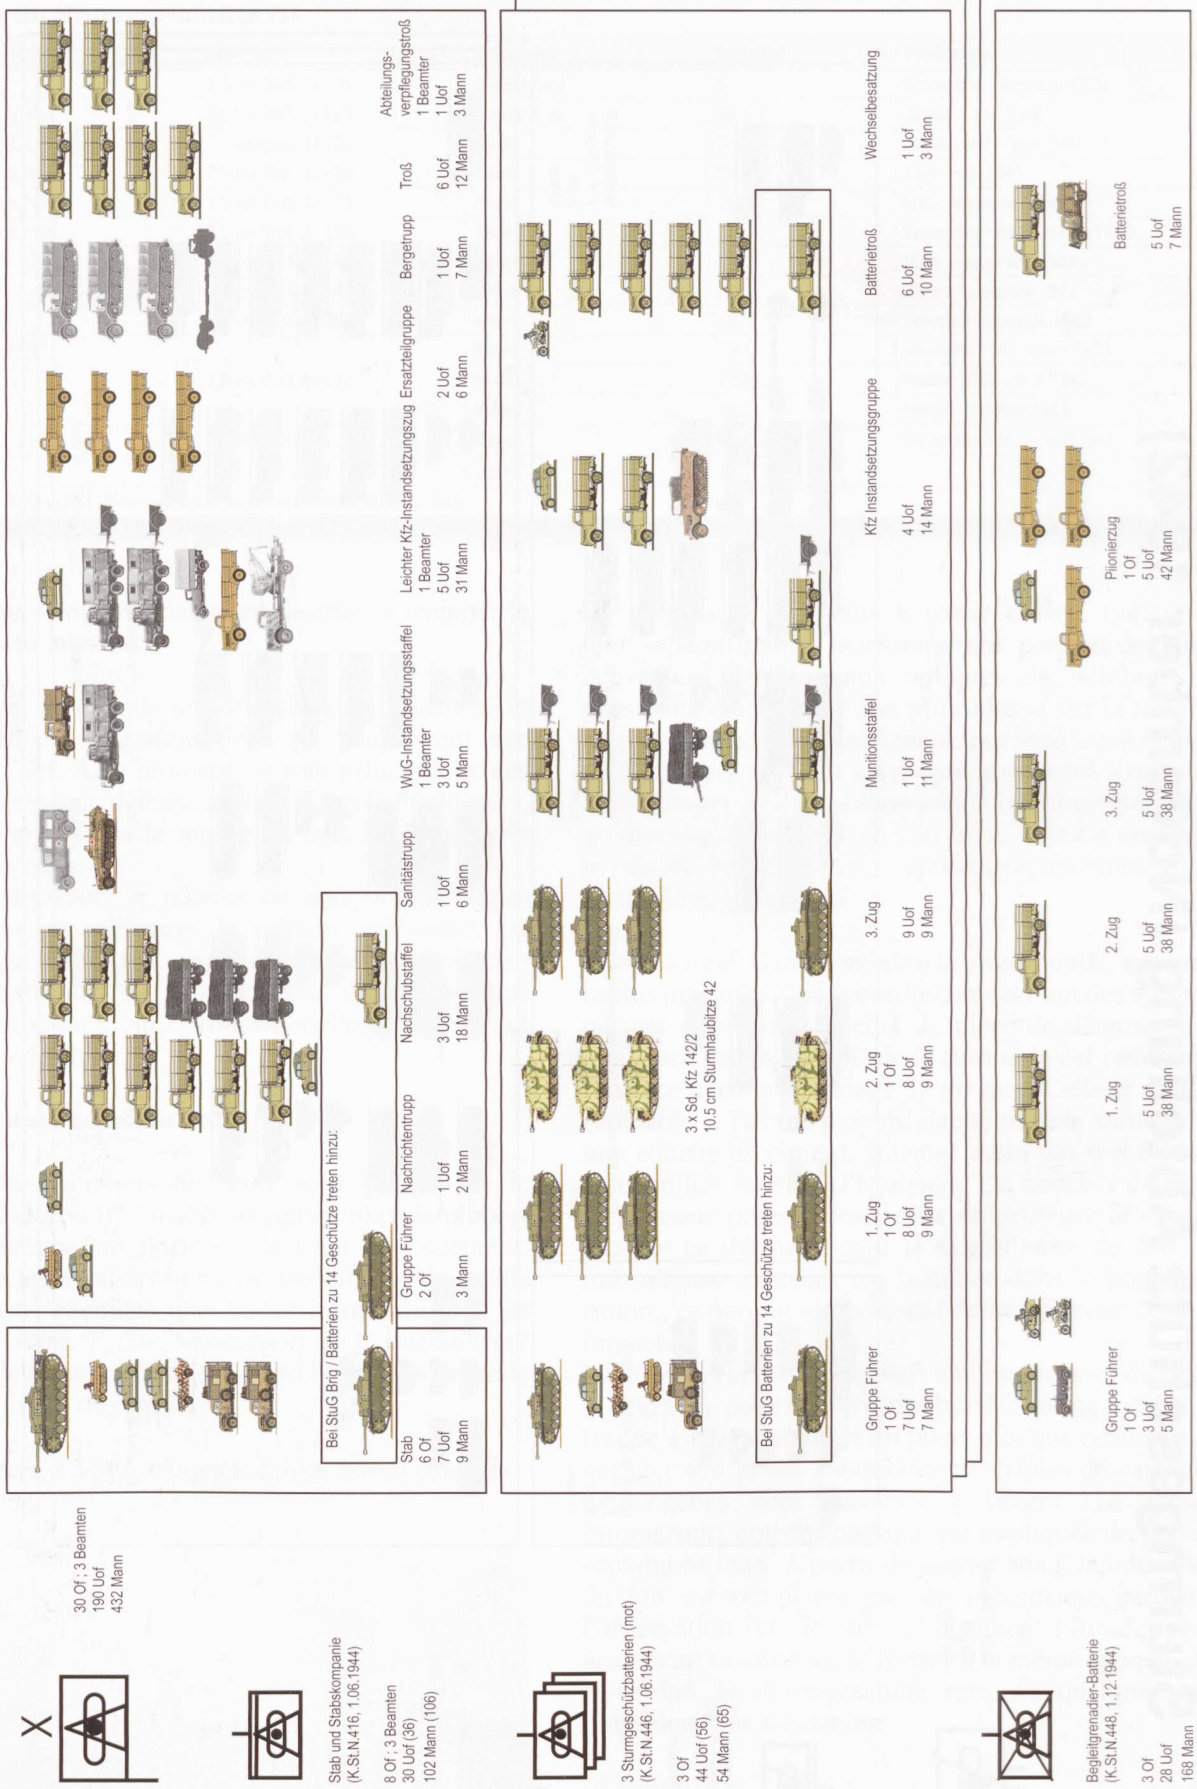 X
30 Of ; 3 Beamten
190 Uof
432 Mann
Stab und Stabskompanie
(K.St.N.416, 1.06.1944)
8 Of ; 3 Beamten
30 Uof (36)
102 Mann (106)
Stab
6 Of
7 Uof
9 Mann
Gruppe Führer
2 Of
3 Mann
Nachrichtentrupp
1 Uof
2 Mann
Nachschubstaffel
3 Uof
18 Mann
Sanitätstrupp
1 Uof
6 Mann
WuG-Instandsetzungsstaffel
1 Beamter
3 Uof
5 Mann
Leichter Kfz-Instandsetzungszug
1 Beamter
5 Uof
31 Mann
Ersatzteilgruppe
2 Uof
6 Mann
Bergetrupp
1 Uof
7 Mann
Troß
6 Uof
12 Mann
Abteilungs-
verpflegungstroß
1 Beamter
1 Uof
3 Mann
Bei StuG Brig / Batterien zu 14 Geschütze treten hinzu:
3 Sturmgeschützbatterien (mot)
(K.St.N.446, 1.06.1944)
3 Of
44 Uof (56)
54 Mann (65)
3 x Sd. Kfz 142/2
10.5 cm Sturmhaubitze 42
Bei StuG Batterien zu 14 Geschütze treten hinzu:
Gruppe Führer
1 Of
7 Uof
7 Mann
1. Zug
1 Of
8 Uof
9 Mann
2. Zug
1 Of
8 Uof
9 Mann
3. Zug
9 Uof
9 Mann
Munitionsstaffel
1 Uof
11 Mann
Kfz Instandsetzungsgruppe
4 Uof
14 Mann
Batterietroß
6 Uof
10 Mann
Wechselbesatzung
1 Uof
3 Mann
Begleitgrenadier-Batterie
(K.St.N.448, 1.12.1944)
3 Of
28 Uof
168 Mann
Gruppe Führer
1 Of
3 Uof
5 Mann
1. Zug
5 Uof
38 Mann
2. Zug
5 Uof
38 Mann
3. Zug
5 Uof
38 Mann
Piionierzug
1 Of
5 Uof
42 Mann
Batterietroß
5 Uof
7 Mann